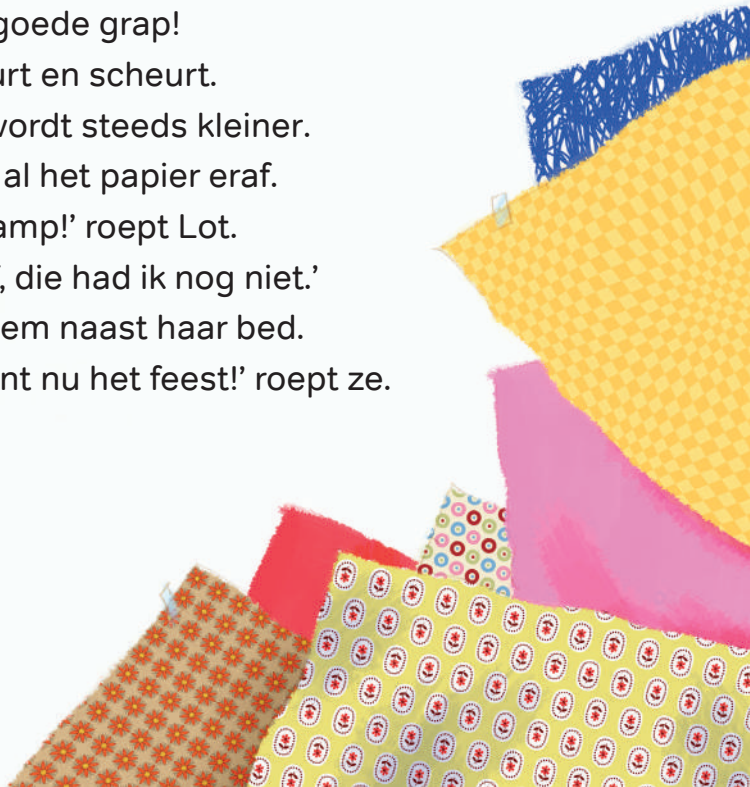 goede grap!
urt en scheurt.
wordt steeds kleiner.
al het papier eraf.
amp!’ roept Lot.
, die had ik nog niet.’
em naast haar bed.
nt nu het feest!’ roept ze.